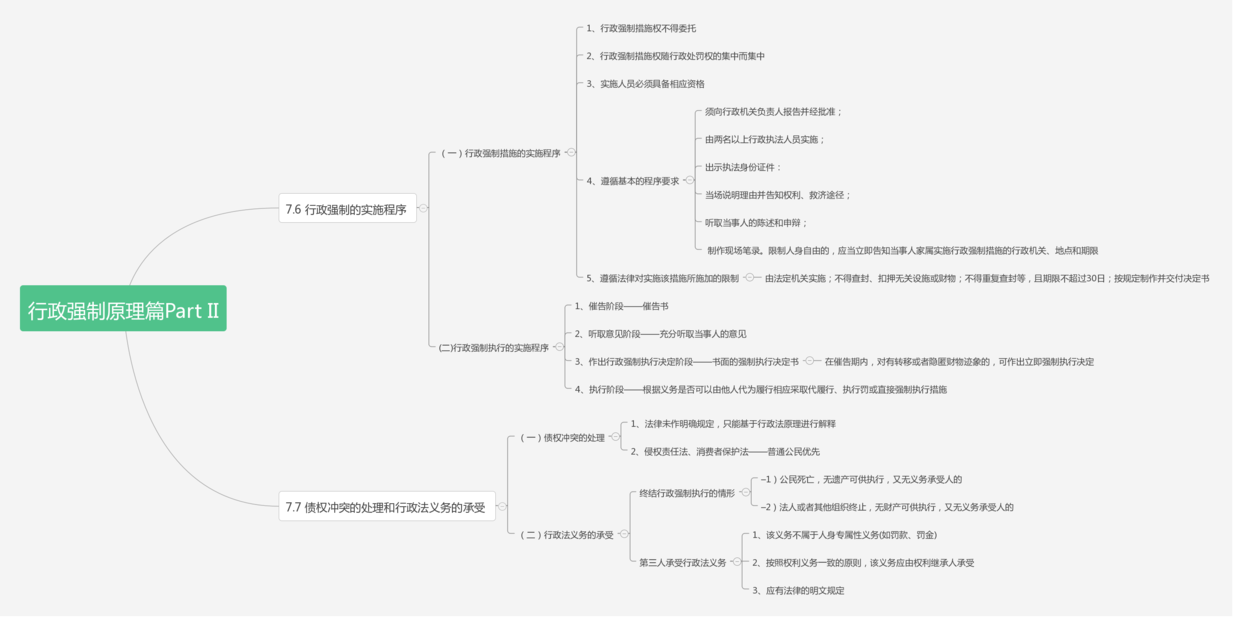 行政强制原理篇Part II
7.6 行政强制的实施程序
（一）行政强制措施的实施程序
1、行政强制措施权不得委托
2、行政强制措施权随行政处罚权的集中而集中
3、实施人员必须具备相应资格
4、遵循基本的程序要求
须向行政机关负责人报告并经批准；
由两名以上行政执法人员实施；
出示执法身份证件：
当场说明理由并告知权利、救济途径；
听取当事人的陈述和申辩；
制作现场笔录。限制人身自由的，应当立即告知当事人家属实施行政强制措施的行政机关、地点和期限
5、遵循法律对实施该措施所施加的限制
由法定机关实施；不得查封、扣押无关设施或财物；不得重复查封等，且期限不超过30日；按规定制作并交付决定书
(二)行政强制执行的实施程序
1、催告阶段——催告书
2、听取意见阶段——充分听取当事人的意见
3、作出行政强制执行决定阶段——书面的强制执行决定书
在催告期内，对有转移或者隐匿财物迹象的，可作出立即强制执行决定
4、执行阶段——根据义务是否可以由他人代为履行相应采取代履行、执行罚或直接强制执行措施
7.7 债权冲突的处理和行政法义务的承受
（一）债权冲突的处理
1、法律未作明确规定，只能基于行政法原理进行解释
2、侵权责任法、消费者保护法——普通公民优先
（二）行政法义务的承受
终结行政强制执行的情形
–1）公民死亡，无遗产可供执行，又无义务承受人的
–2）法人或者其他组织终止，无财产可供执行，又无义务承受人的
第三人承受行政法义务
1、该义务不属于人身专属性义务(如罚款、罚金)
2、按照权利义务一致的原则，该义务应由权利继承人承受
3、应有法律的明文规定